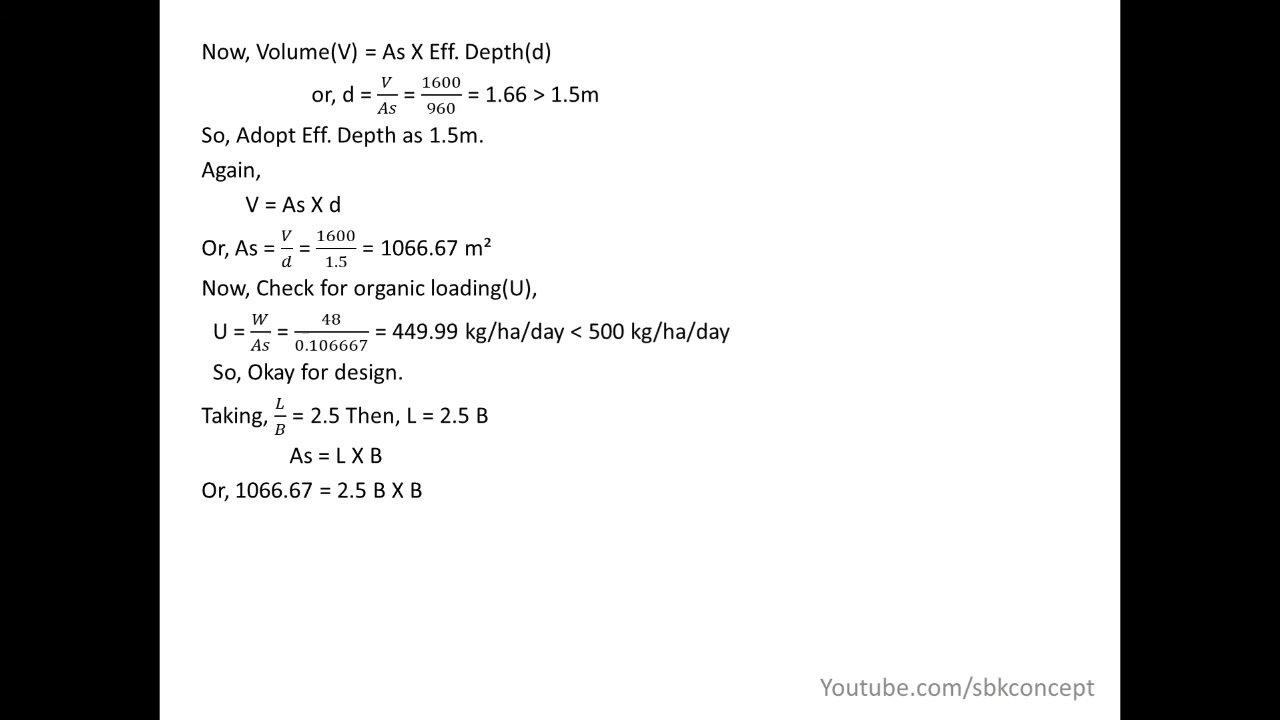 Now, Volume(V) = As X Eff. Depth(d)
or, d = V/As = 1600/960 = 1.66 > 1.5m
So, Adopt Eff. Depth as 1.5m.
Again,
V = As X d
Or, As = V/d = 1600/1.5 = 1066.67 m²
Now, Check for organic loading(U),
U = W/As = 48/0.106667 = 449.99 kg/ha/day < 500 kg/ha/day
So, Okay for design.
Taking, L/B = 2.5 Then, L = 2.5 B
As = L X B
Or, 1066.67 = 2.5 B X B
Youtube.com/sbkconcept